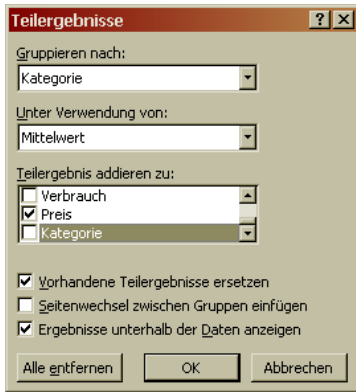 Teilergebnisse
Gruppieren nach:
Kategorie
Unter Verwendung von:
Mittelwert
Teilergebnis addieren zu:
Verbrauch
Preis
Kategorie
Vorhandene Teilergebnisse ersetzen
Seitenwechsel zwischen Gruppen einfügen
Ergebnisse unterhalb der Daten anzeigen
Alle entfernen OK Abbrechen